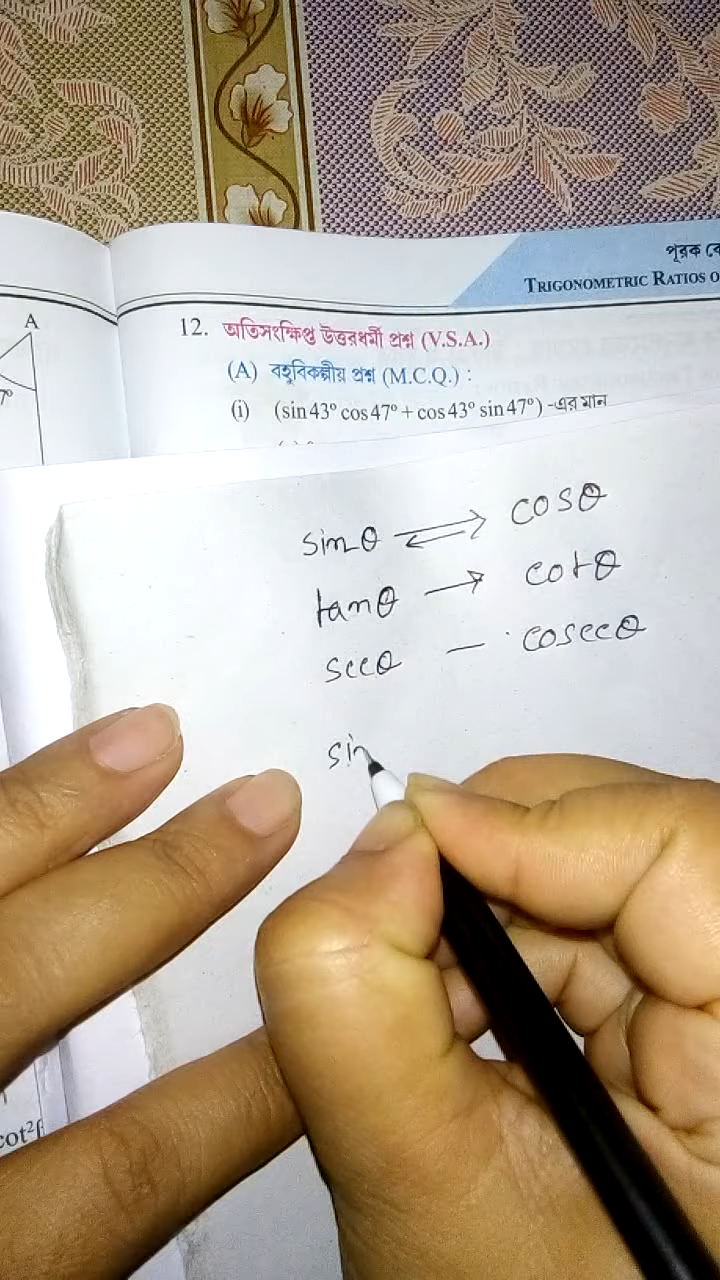 পূরক কে
TRIGONOMETRIC RATIOS O
A
7°
12. অতিসংক্ষিপ্ত উত্তরধর্মী প্রশ্ন (V.S.A.)
(A) বহুবিকল্পীয় প্রশ্ন (M.C.Q.) :
(i) (sin 43° cos 47° + cos 43° sin 47°) -এর মান
sinθ ⇌ cosθ
tanθ → cotθ
secθ — cosecθ
sin
cot²